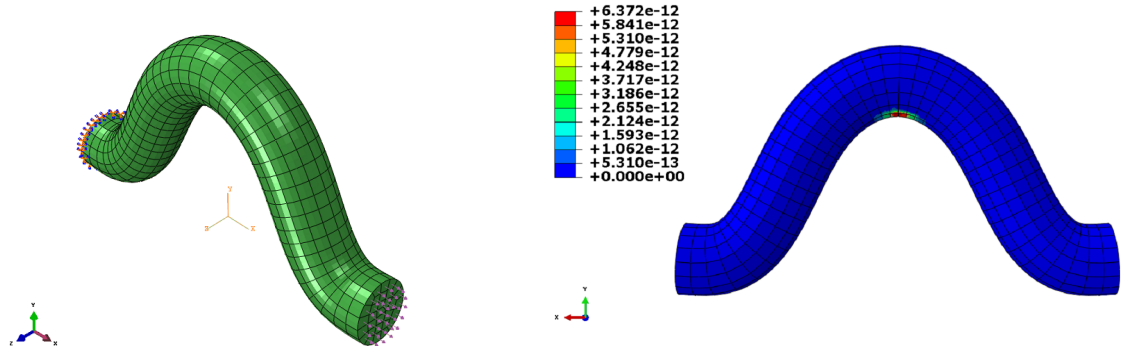 Y
Z
X
Y
Z
X
+6.372e-12
+5.841e-12
+5.310e-12
+4.779e-12
+4.248e-12
+3.717e-12
+3.186e-12
+2.655e-12
+2.124e-12
+1.593e-12
+1.062e-12
+5.310e-13
+0.000e+00
Y
X